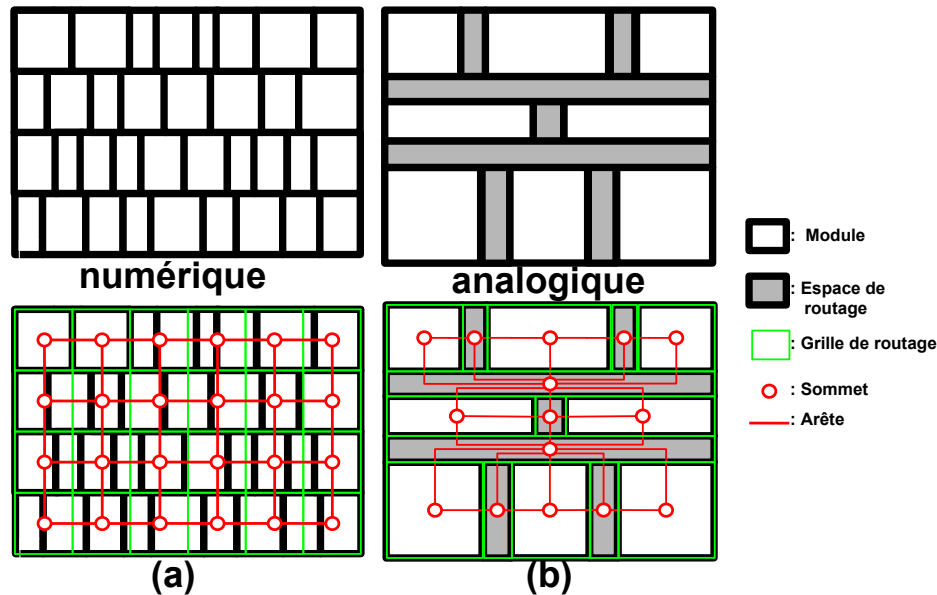 numérique
analogique
: Module
: Espace de
routage
: Grille de routage
: Sommet
: Arête
(a)
(b)